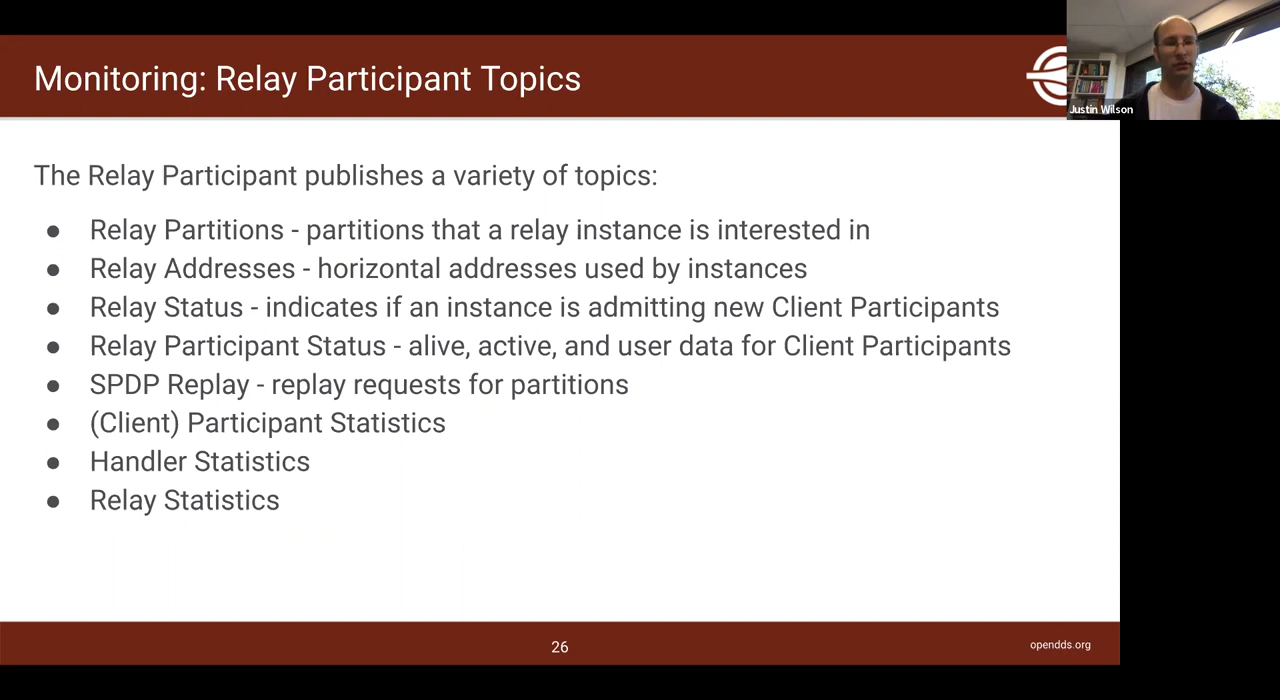 Monitoring: Relay Participant Topics
Justin Wilson
The Relay Participant publishes a variety of topics:
● Relay Partitions - partitions that a relay instance is interested in
● Relay Addresses - horizontal addresses used by instances
● Relay Status - indicates if an instance is admitting new Client Participants
● Relay Participant Status - alive, active, and user data for Client Participants
● SPDP Replay - replay requests for partitions
● (Client) Participant Statistics
● Handler Statistics
● Relay Statistics
26
opendds.org